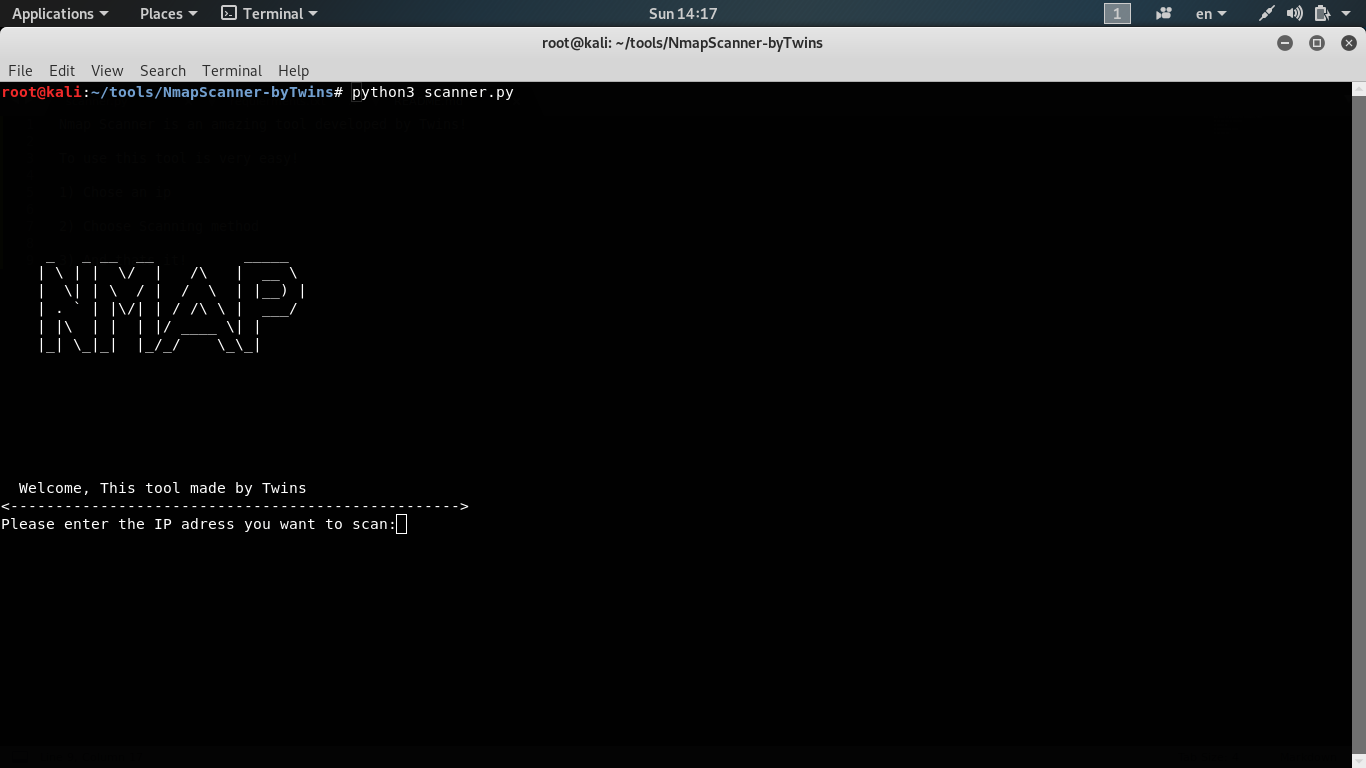 Applications Places Terminal Sun 14:17 1 en
root@kali: ~/tools/NmapScanner-byTwins
File Edit View Search Terminal Help
root@kali:~/tools/NmapScanner-byTwins# python3 scanner.py
NMAP
Welcome, This tool made by Twins
<-------------------------------------------------->
Please enter the IP adress you want to scan: